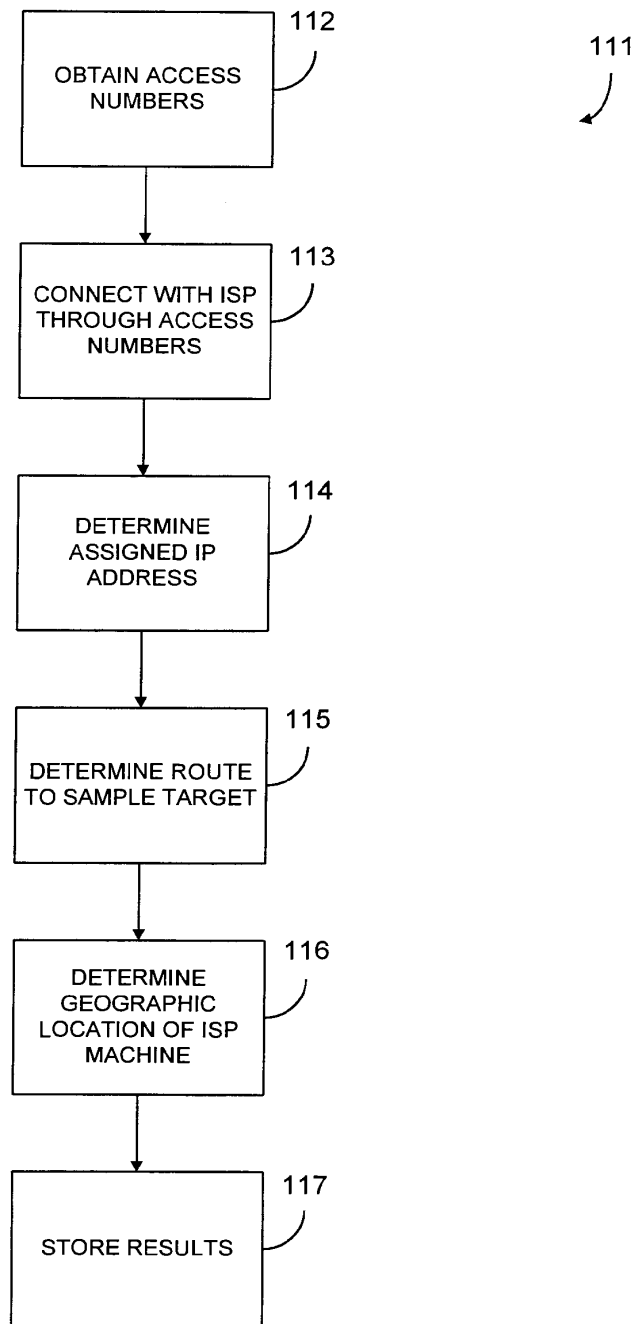 112
111
OBTAIN ACCESS
NUMBERS
113
CONNECT WITH ISP
THROUGH ACCESS
NUMBERS
114
DETERMINE
ASSIGNED IP
ADDRESS
115
DETERMINE ROUTE
TO SAMPLE TARGET
116
DETERMINE
GEOGRAPHIC
LOCATION OF ISP
MACHINE
117
STORE RESULTS